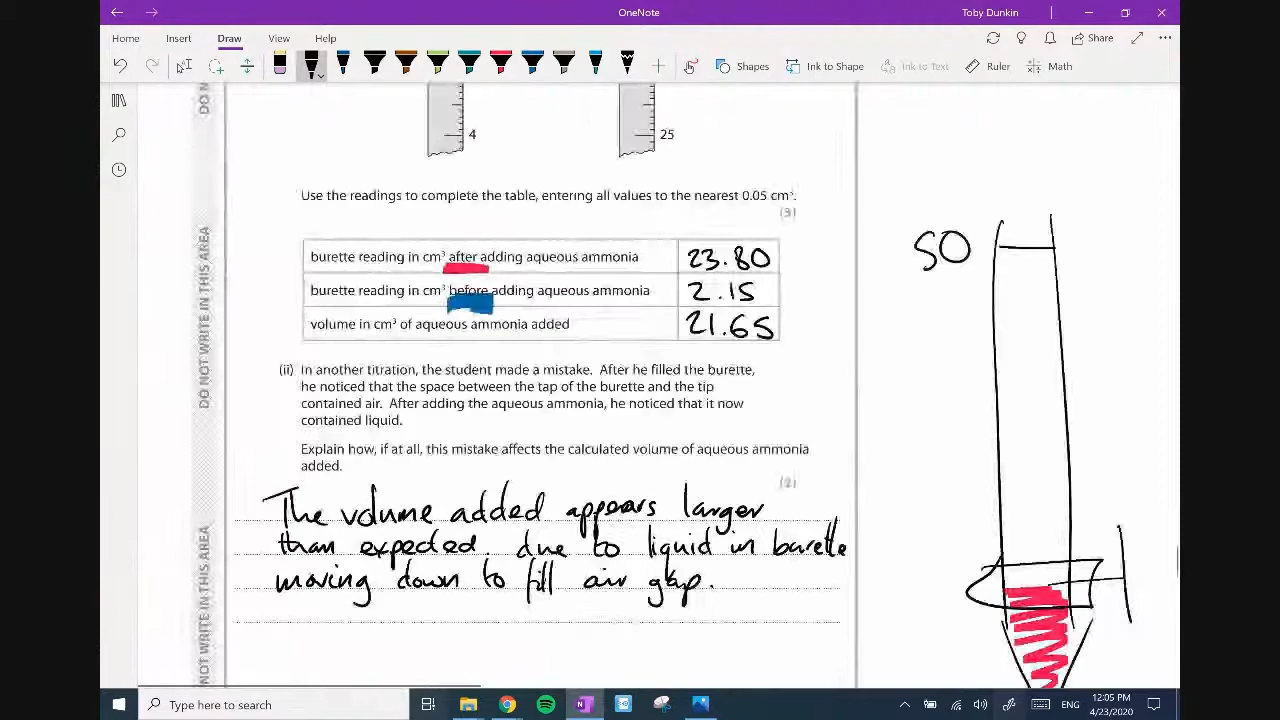 OneNote
Toby Dunkin
Home Insert Draw View Help
Share
Shapes Ink to Shape Ink to Text Ruler Math
DO NOT WRITE IN THIS AREA
4
25
Use the readings to complete the table, entering all values to the nearest 0.05 cm³.
(3)
burette reading in cm³ after adding aqueous ammonia 23.80
burette reading in cm³ before adding aqueous ammonia 2.15
volume in cm³ of aqueous ammonia added 21.65
50
(ii) In another titration, the student made a mistake. After he filled the burette,
he noticed that the space between the tap of the burette and the tip
contained air. After adding the aqueous ammonia, he noticed that it now
contained liquid.
Explain how, if at all, this mistake affects the calculated volume of aqueous ammonia
added.
(2)
The volume added appears larger
than expected. due to liquid in burette
moving down to fill air gap.
NOT WRITE IN THIS AREA
Type here to search
ENG
12:05 PM
4/23/2020